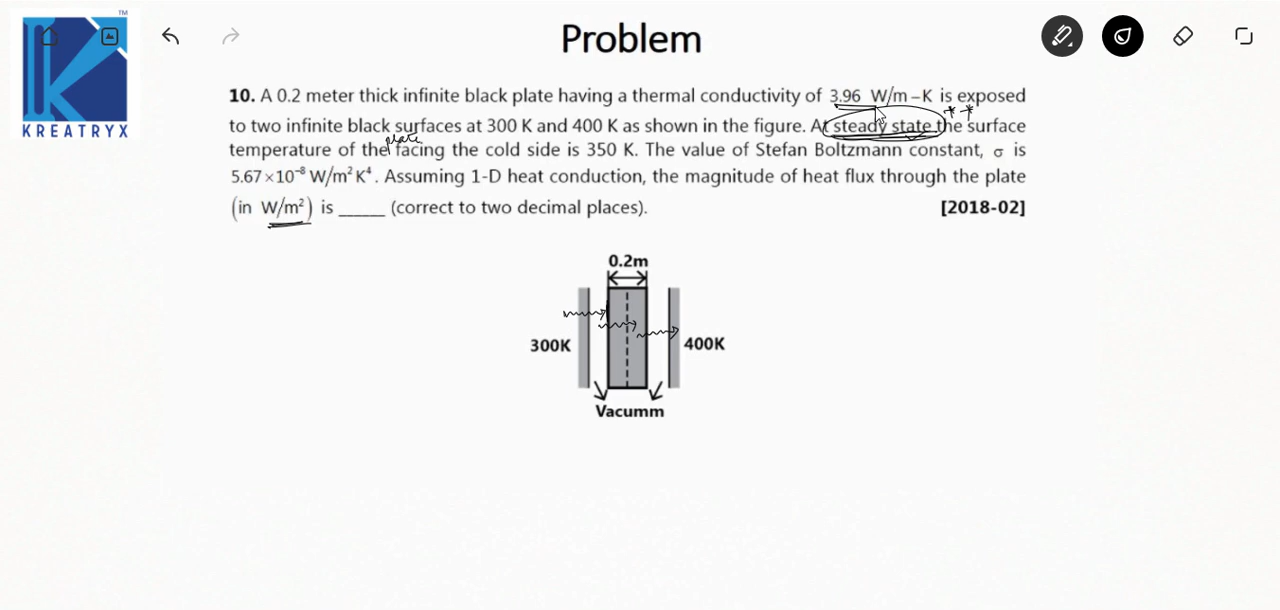 TM
KREATRYX
Problem
10. A 0.2 meter thick infinite black plate having a thermal conductivity of 3.96 W/m–K is exposed
to two infinite black surfaces at 300 K and 400 K as shown in the figure. At steady state the surface
plate
temperature of the facing the cold side is 350 K. The value of Stefan Boltzmann constant, σ is
5.67×10⁻⁸ W/m² K⁴. Assuming 1-D heat conduction, the magnitude of heat flux through the plate
(in W/m²) is _____ (correct to two decimal places). [2018-02]
0.2m
300K 400K
Vacumm